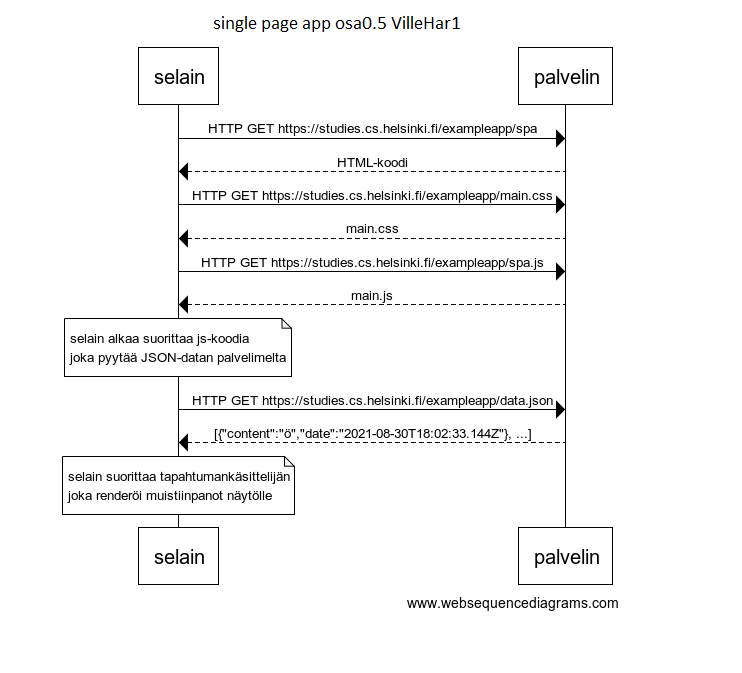 single page app osa0.5 VilleHar1
selain
palvelin
HTTP GET https://studies.cs.helsinki.fi/exampleapp/spa
HTML-koodi
HTTP GET https://studies.cs.helsinki.fi/exampleapp/main.css
main.css
HTTP GET https://studies.cs.helsinki.fi/exampleapp/spa.js
main.js
selain alkaa suorittaa js-koodia
joka pyytää JSON-datan palvelimelta
HTTP GET https://studies.cs.helsinki.fi/exampleapp/data.json
[{"content":"ö","date":"2021-08-30T18:02:33.144Z"}, ...]
selain suorittaa tapahtumankäsittelijän
joka renderöi muistiinpanot näytölle
selain
palvelin
www.websequencediagrams.com